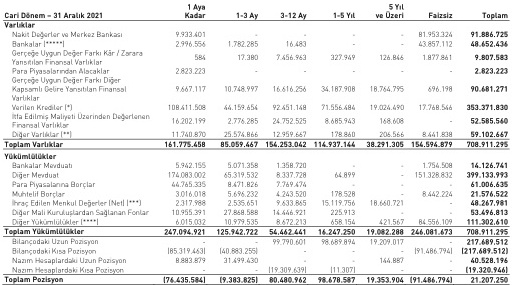 1 Aya 5 Yıl
Cari Dönem – 31 Aralık 2021 Kadar 1-3 Ay 3-12 Ay 1-5 Yıl ve Üzeri Faizsiz Toplam
Varlıklar
Nakit Değerler ve Merkez Bankası 9.933.401 - - - - 81.953.324 91.886.725
Bankalar (*****) 2.996.556 1.782.285 16.483 - - 43.857.112 48.652.436
Gerçeğe Uygun Değer Farkı Kâr / Zarara
Yansıtılan Finansal Varlıklar 584 17.380 7.456.963 327.949 126.846 1.877.861 9.807.583
Para Piyasalarından Alacaklar 2.823.223 - - - - - 2.823.223
Gerçeğe Uygun Değer Farkı Diğer
Kapsamlı Gelire Yansıtılan Finansal 9.667.117 10.748.997 16.616.256 34.187.908 18.764.795 696.198 90.681.271
Varlıklar
Verilen Krediler (*) 108.411.508 44.159.654 92.451.148 71.556.484 19.024.490 17.768.546 353.371.830
İtfa Edilmiş Maliyeti Üzerinden Değerlenen
Finansal Varlıklar 16.202.199 2.776.285 24.752.525 8.685.943 168.608 - 52.585.560
Diğer Varlıklar (**) 11.740.870 25.574.866 12.959.667 178.860 206.566 8.441.838 59.102.667
Toplam Varlıklar 161.775.458 85.059.467 154.253.042 114.937.144 38.291.305 154.594.879 708.911.295
Yükümlülükler
Bankalar Mevduatı 5.942.155 5.071.358 1.358.720 - - 1.754.508 14.126.741
Diğer Mevduat 174.083.002 65.319.532 8.337.728 64.899 - 151.328.832 399.133.993
Para Piyasalarına Borçlar 44.765.335 8.471.826 7.769.474 - - - 61.006.635
Muhtelif Borçlar 3.016.018 5.696.232 4.243.520 178.528 - 8.442.224 21.576.522
İhraç Edilen Menkul Değerler (Net) (***) 2.317.988 2.535.651 9.633.865 15.119.756 18.660.721 - 48.267.981
Diğer Mali Kuruluşlardan Sağlanan Fonlar 10.955.391 27.868.588 14.446.921 225.913 - - 53.496.813
Diğer Yükümlülükler (****) 6.015.032 10.979.535 8.672.213 658.154 421.567 84.556.109 111.302.610
Toplam Yükümlülükler 247.094.921 125.942.722 54.462.441 16.247.250 19.082.288 246.081.673 708.911.295
Bilançodaki Uzun Pozisyon - - 99.790.601 98.689.894 19.209.017 - 217.689.512
Bilançodaki Kısa Pozisyon (85.319.463) (40.883.255) - - - (91.486.794) (217.689.512)
Nazım Hesaplardaki Uzun Pozisyon 8.883.879 31.499.430 - - 144.887 - 40.528.196
Nazım Hesaplardaki Kısa Pozisyon - - (19.309.639) (11.307) - - (19.320.946)
Toplam Pozisyon (76.435.584) (9.383.825) 80.480.962 98.678.587 19.353.904 (91.486.794) 21.207.250